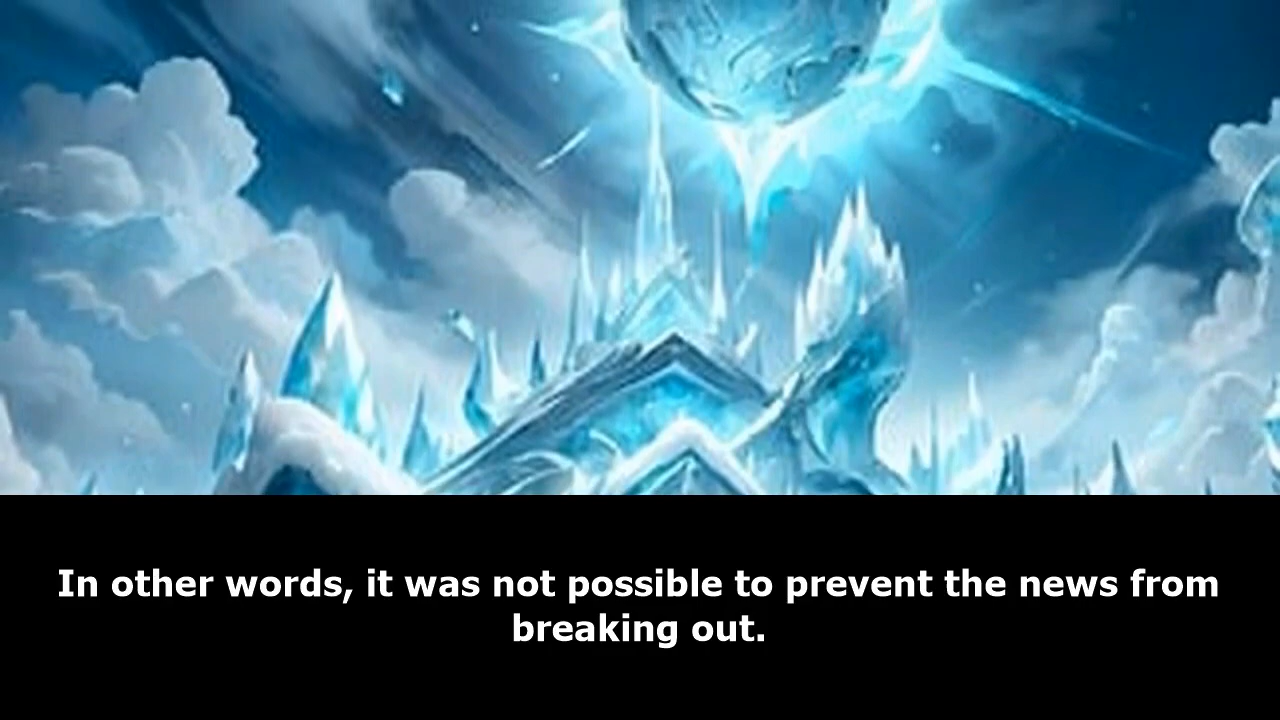 In other words, it was not possible to prevent the news from
breaking out.